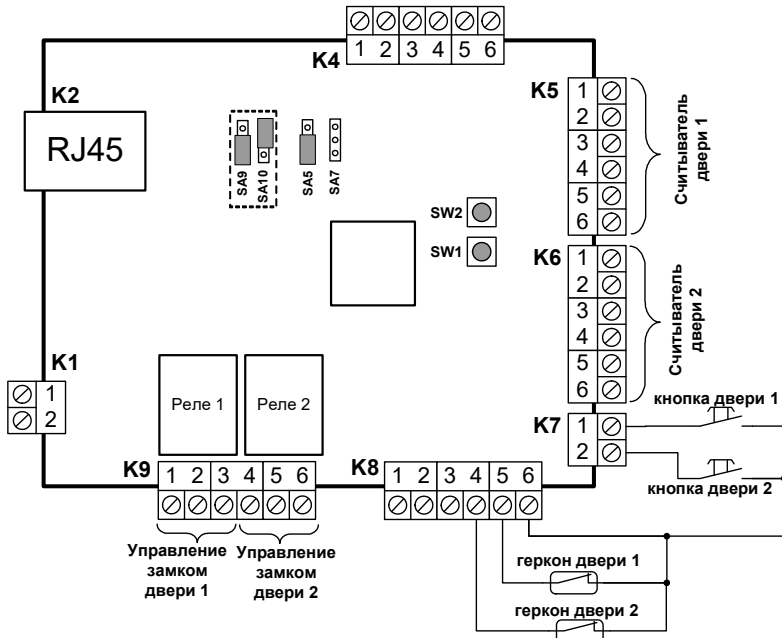 K4
1 2 3 4 5 6
K2
RJ45
SA9
SA10
SA5
SA7
SW2
SW1
K5
1
2
3
4
5
6
Считыватель
двери 1
K6
1
2
3
4
5
6
Считыватель
двери 2
K1
1
2
Реле 1
Реле 2
K7
1
2
кнопка двери 1
кнопка двери 2
K9
1 2 3 4 5 6
K8
1 2 3 4 5 6
Управление
замком
двери 1
Управление
замком
двери 2
геркон двери 1
геркон двери 2